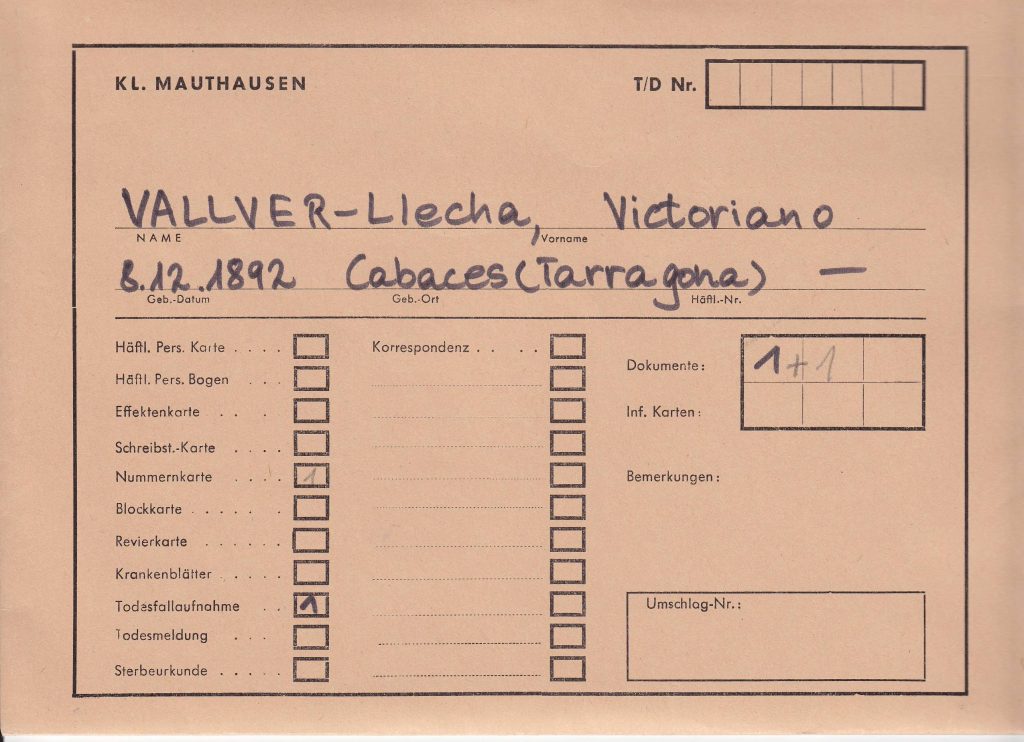 KL. MAUTHAUSEN T/D Nr.
VALLVER-Llecha, Victoriano
NAME Vorname
8.12.1892 Cabaces (Tarragona) —
Geb.-Datum Geb.-Ort Häftl.-Nr.
Häftl. Pers. Karte . . . . Korrespondenz . . . .
Häftl. Pers. Bogen . . .
Effektenkarte . . .
Schreibst.-Karte . . . .
Nummernkarte . . . . 1
Blockkarte . . . . .
Revierkarte . . . . . .
Krankenblätter . . . . .
Todesfallaufnahme . . 1
Todesmeldung . . .
Sterbeurkunde . . . .
Dokumente: 1 + 1
Inf. Karten:
Bemerkungen:
Umschlag-Nr.: